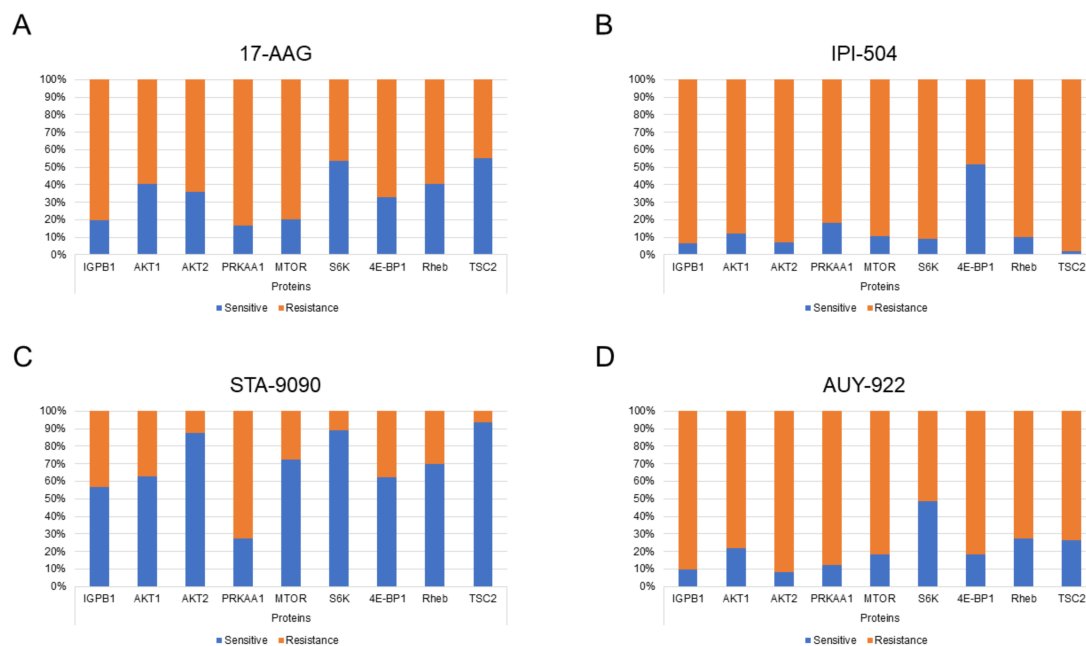 A
17-AAG
100%
90%
80%
70%
60%
50%
40%
30%
20%
10%
0%
IGPB1 AKT1 AKT2 PRKAA1 MTOR S6K 4E-BP1 Rheb TSC2
Proteins
Sensitive Resistance
B
IPI-504
100%
90%
80%
70%
60%
50%
40%
30%
20%
10%
0%
IGPB1 AKT1 AKT2 PRKAA1 MTOR S6K 4E-BP1 Rheb TSC2
Proteins
Sensitive Resistance
C
STA-9090
100%
90%
80%
70%
60%
50%
40%
30%
20%
10%
0%
IGPB1 AKT1 AKT2 PRKAA1 MTOR S6K 4E-BP1 Rheb TSC2
Proteins
Sensitive Resistance
D
AUY-922
100%
90%
80%
70%
60%
50%
40%
30%
20%
10%
0%
IGPB1 AKT1 AKT2 PRKAA1 MTOR S6K 4E-BP1 Rheb TSC2
Proteins
Sensitive Resistance